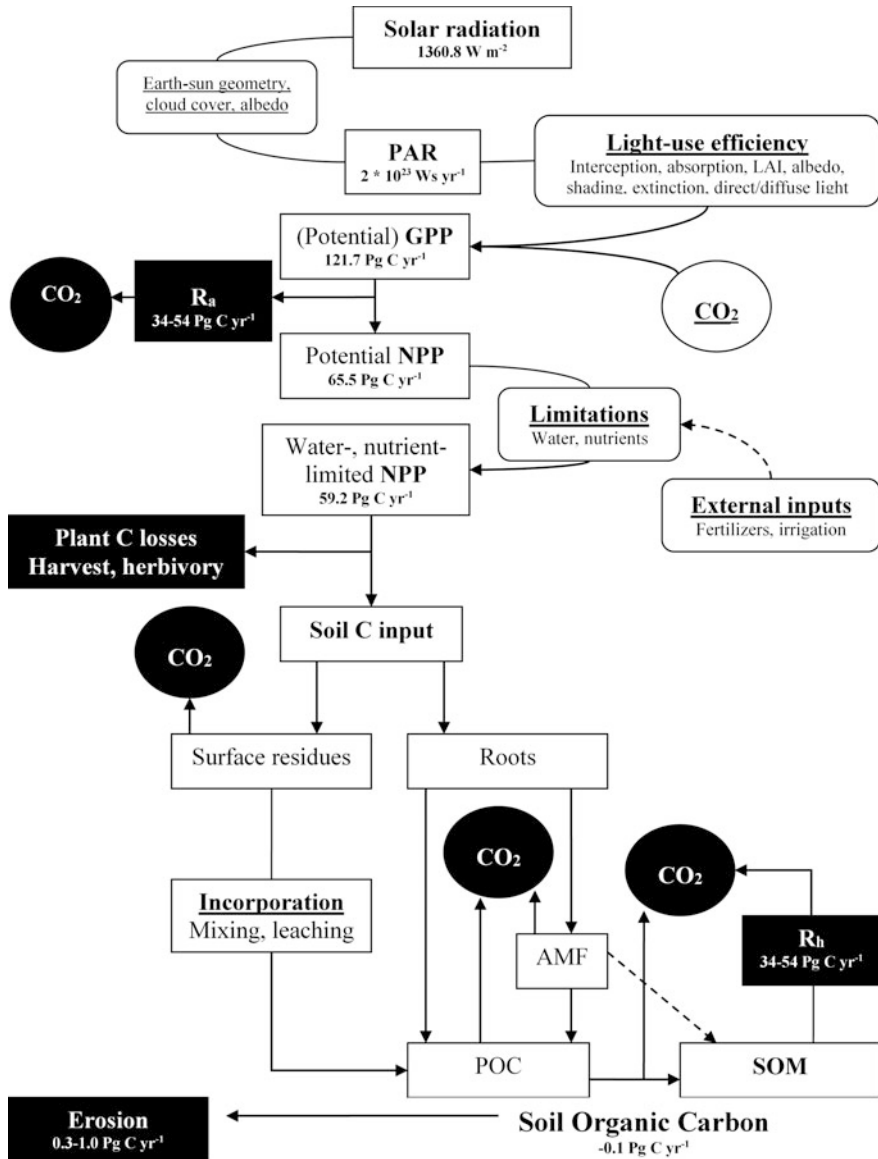 Solar radiation
1360.8 W m⁻²
Earth-sun geometry,
cloud cover, albedo
PAR
2 * 10²³ Ws yr⁻¹
Light-use efficiency
Interception, absorption, LAI, albedo,
shading, extinction, direct/diffuse light
(Potential) GPP
121.7 Pg C yr⁻¹
CO₂
Rₐ
34-54 Pg C yr⁻¹
CO₂
Potential NPP
65.5 Pg C yr⁻¹
Limitations
Water, nutrients
Water-, nutrient-
limited NPP
59.2 Pg C yr⁻¹
External inputs
Fertilizers, irrigation
Plant C losses
Harvest, herbivory
Soil C input
CO₂
Surface residues
Roots
CO₂
CO₂
Incorporation
Mixing, leaching
AMF
Rₕ
34-54 Pg C yr⁻¹
POC
SOM
Erosion
0.3-1.0 Pg C yr⁻¹
Soil Organic Carbon
-0.1 Pg C yr⁻¹